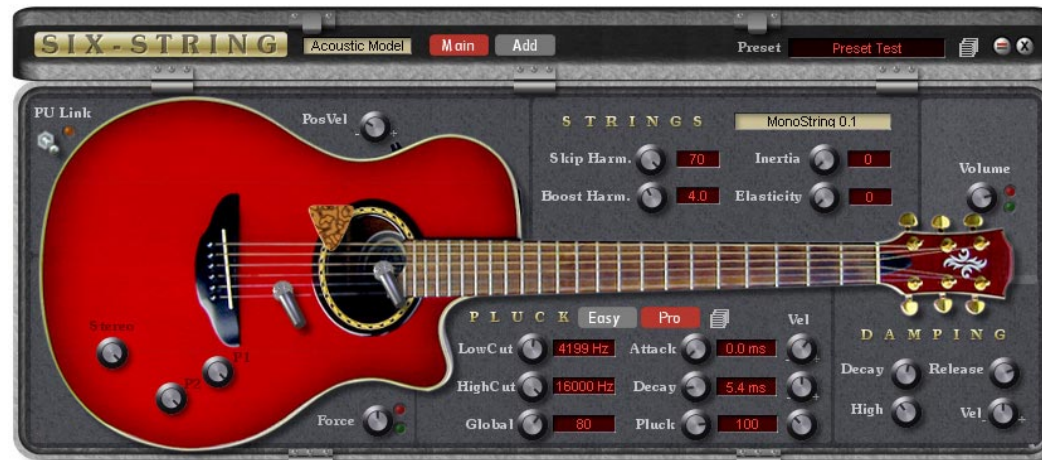 SIX-STRING Acoustic Model Main Add Preset Preset Test X
PU Link
PosVel - +
STRINGS MonoString 0.1
Skip Harm. 70 Inertia 0
Boost Harm. 4.0 Elasticity 0
Volume
PLUCK Easy Pro Vel
LowCut 4199 Hz Attack 0.0 ms - +
HighCut 16000 Hz Decay 5.4 ms - +
Global 80 Pluck 100 - +
Stereo
P1
P2
Force
DAMPING
Decay Release
High Vel - +